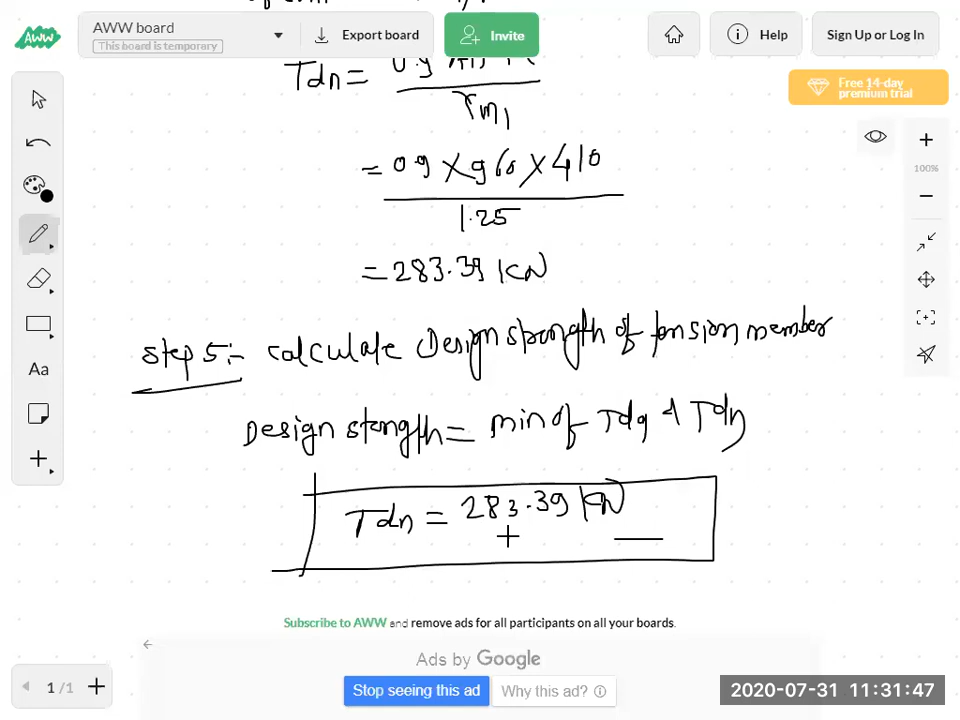 AWW board
This board is temporary
Export board
Invite
Help
Sign Up or Log In
Free 14-day
premium trial
Tdn =
γm1
= 0.9 X 960 X 410
1.25
= 283.39 KN
100%
Step 5:- calculate Design strength of tension member
Design stength = min of Tdg & Tdn
Tdn = 283.39 KN
Aa
Subscribe to AWW and remove ads for all participants on all your boards.
Ads by Google
Stop seeing this ad
Why this ad?
1/1
2020-07-31 11:31:47